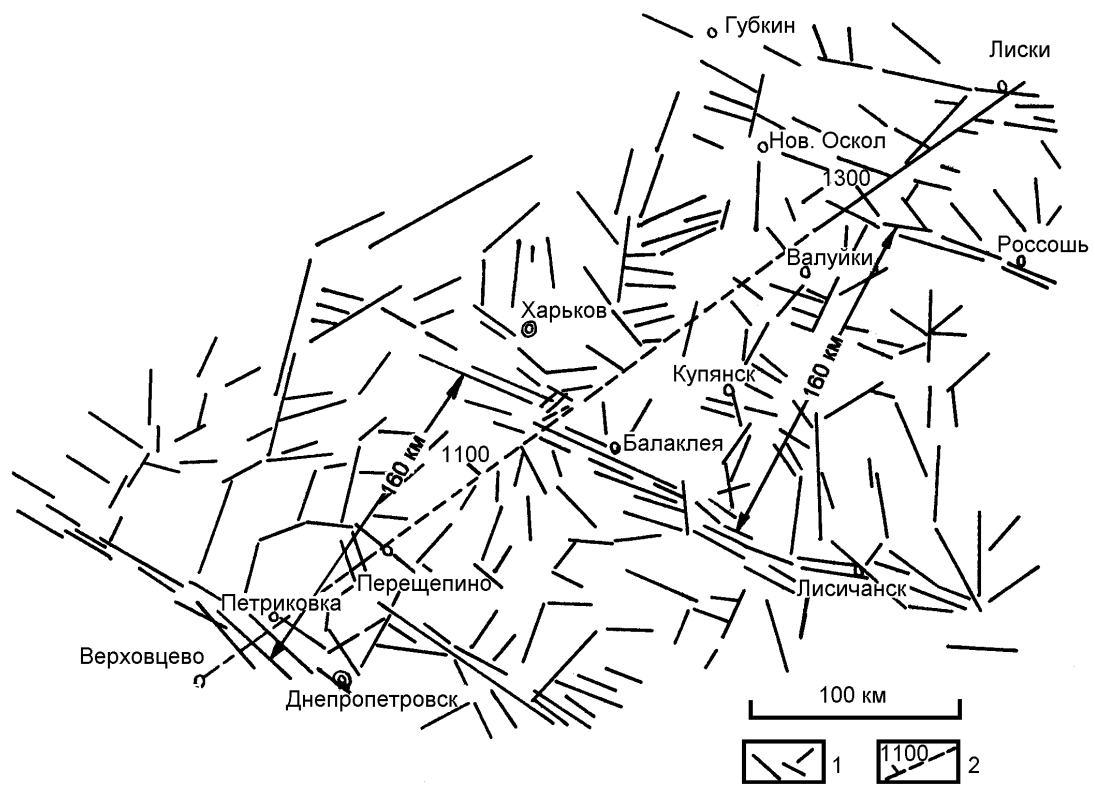 Губкин
Лиски
Нов. Оскол
1300
Россошь
Валуйки
Харьков
160 км
Купянск
Балаклея
1100
160 км
Перещепино
Лисичанск
Петриковка
Верховцево
Днепропетровск
100 км
1
1100
2